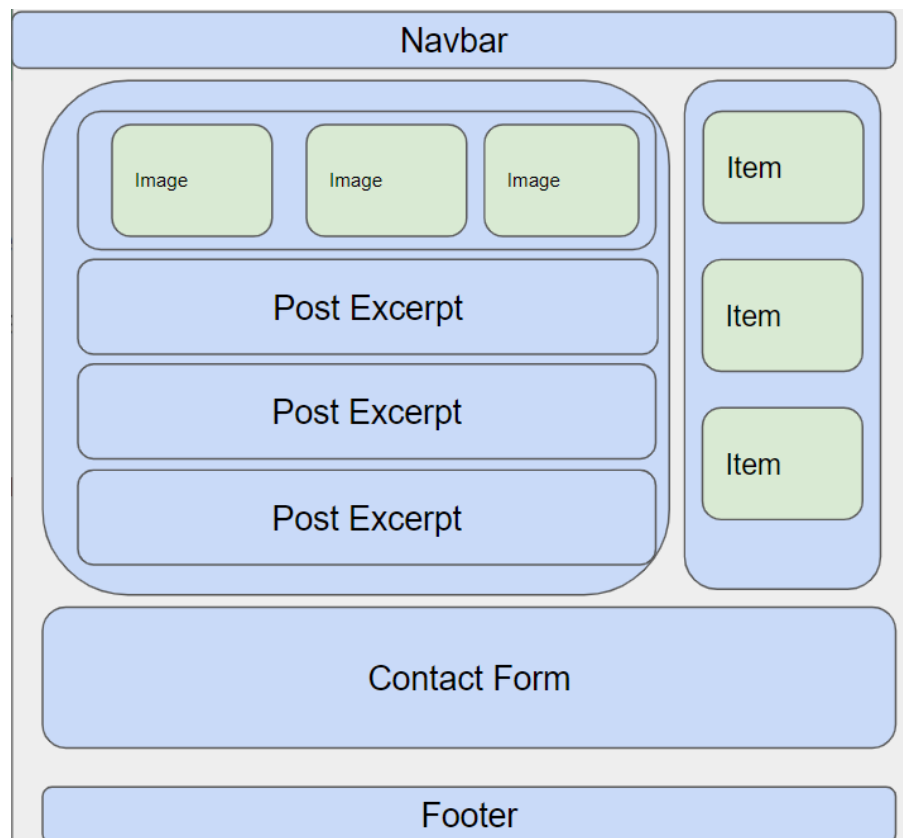 Navbar
Image
Image
Image
Post Excerpt
Post Excerpt
Post Excerpt
Item
Item
Item
Contact Form
Footer